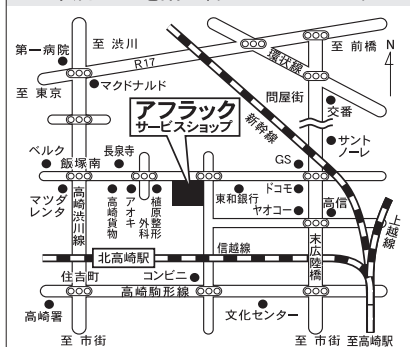 至 渋川
第一病院
R17
至 東京
マクドナルド
環状線
至 前橋
N
問屋街
交番
新幹線
アフラック
サービスショップ
サント
ノーレ
ベルク
飯塚南
長泉寺
GS
マツダ
レンタ
高崎渋川線
高崎貨物
アオキ
植原整形
外科
東和銀行
ドコモ
ヤオコー
高信
上越線
北高崎駅
信越線
末広陸橋
住吉町
コンビニ
高崎駒形線
高崎署
文化センター
至 市街
至 市街
至高崎駅